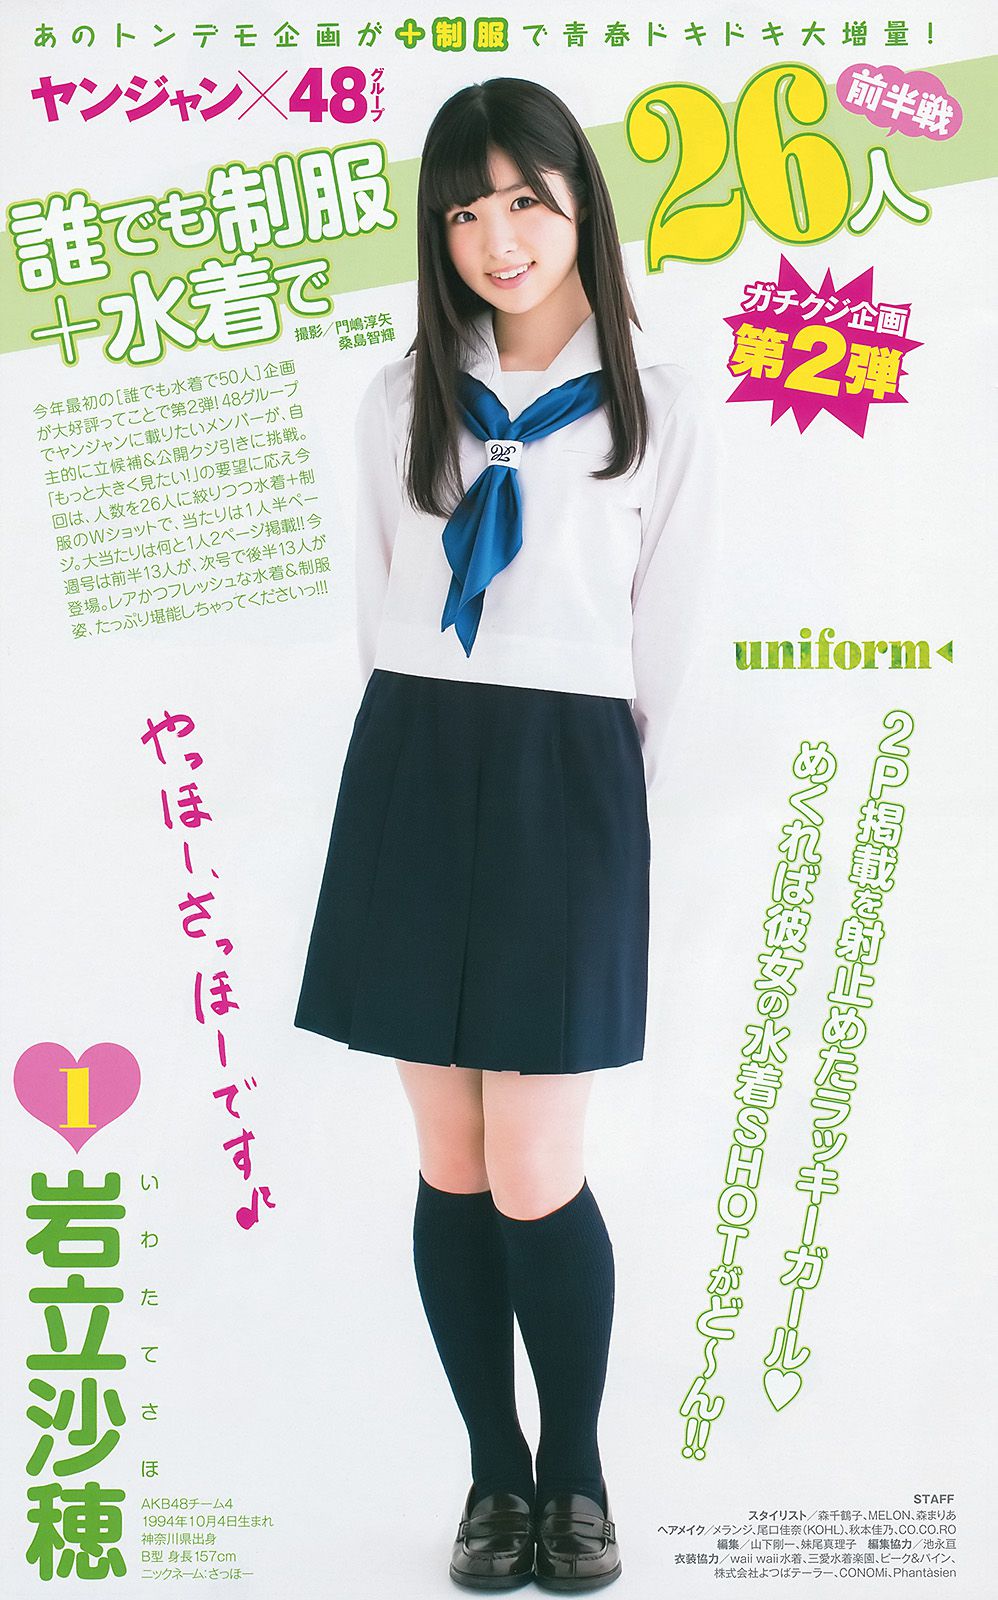 あのトンデモ企画が＋制服で青春ドキドキ大増量!
ヤンジャン×48グループ
誰でも制服
＋水着で
26人
前半戦
撮影／門嶋淳矢
桑島智輝
ガチクジ企画
第2弾
今年最初の［誰でも水着で50人］企画
が大好評ってことで第2弾! 48グループ
でヤンジャンに載りたいメンバーが、自
主的に立候補&公開クジ引きに挑戦。
「もっと大きく見たい!」の要望に応え今
回は、人数を26人に絞りつつ水着＋制
服のWショットで、当たりは1人半ペー
ジ。大当たりは何と1人2ページ掲載!! 今
週号は前半13人が、次号で後半13人が
登場。レアかつフレッシュな水着&制服
姿、たっぷり堪能しちゃってくださいっ!!!
uniform◀
2P掲載を射止めたラッキーガール♥
めくれば彼女の水着SHOTがど〜ん!!
やっほー、さっほーです♪
1
岩立沙穂
いわたてさほ
AKB48チーム4
1994年10月4日生まれ
神奈川県出身
B型 身長157cm
ニックネーム:さっほー
STAFF
スタイリスト／森千鶴子、MELON、森まりあ
ヘアメイク／メランジ、尾口佳奈（KOHL）、秋本佳乃、CO.CO.RO
編集／山下剛一、妹尾真理子 編集協力／池永亘
衣装協力／waii waii水着、三愛水着楽園、ピーク&パイン、
株式会社よつばテーラー、CONOMi、Phantasien